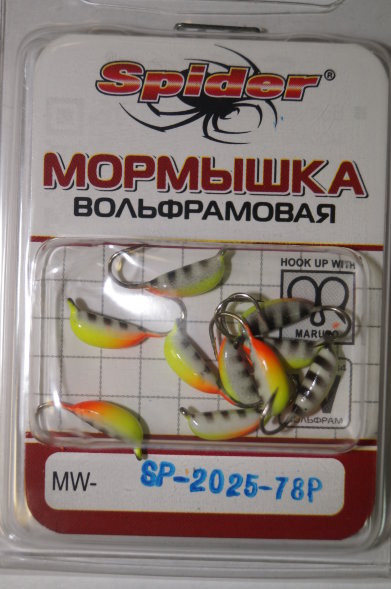 Spider®
МОРМЫШКА
ВОЛЬФРАМОВАЯ
HOOK UP WITH
MW-
SP-2025-78P